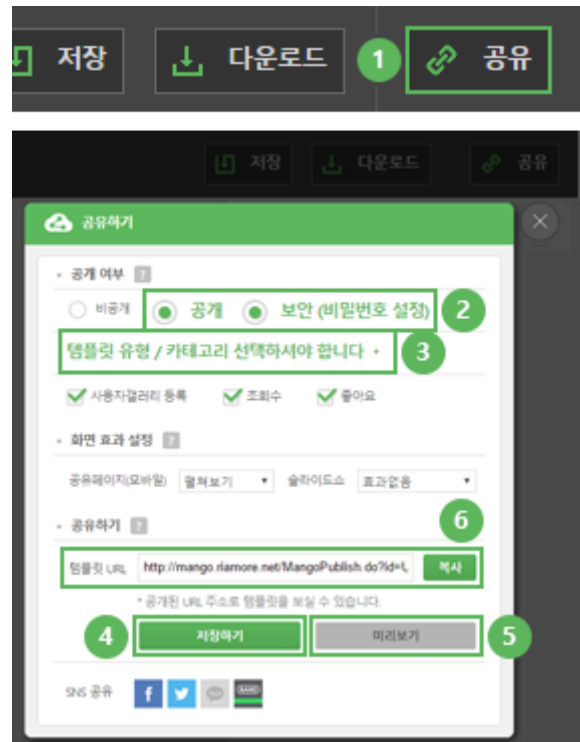 저장 다운로드 1 공유
저장 다운로드 공유
공유하기
• 공개 여부 ?
비공개 공개 보안 (비밀번호 설정) 2
템플릿 유형 / 카테고리 선택하셔야 합니다 + 3
사용자갤러리 등록 조회수 좋아요
• 화면 효과 설정 ?
공유페이지(모바일) 펼쳐보기 슬라이드쇼 효과없음
• 공유하기 ? 6
템플릿 URL http://mango.riamore.net/MangoPublish.do?id=L 복사
* 공개된 URL 주소로 템플릿을 보실 수 있습니다.
4 저장하기 미리보기 5
SNS 공유 f BAND